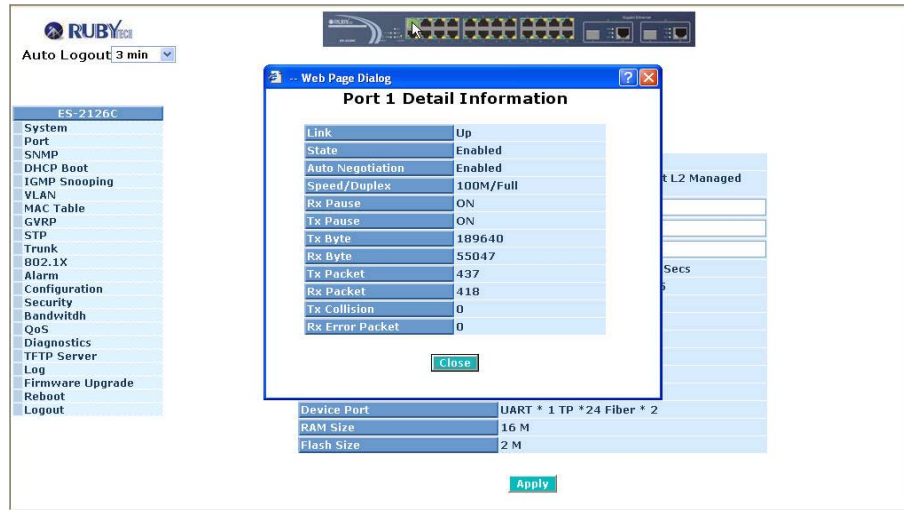 RUBYTECH
Auto Logout 3 min
ES-2126C
System
Port
SNMP
DHCP Boot
IGMP Snooping
VLAN
MAC Table
GVRP
STP
Trunk
802.1X
Alarm
Configuration
Security
Bandwitdh
QoS
Diagnostics
TFTP Server
Log
Firmware Upgrade
Reboot
Logout
-- Web Page Dialog
Port 1 Detail Information
Link Up
State Enabled
Auto Negotiation Enabled
Speed/Duplex 100M/Full
Rx Pause ON
Tx Pause ON
Tx Byte 189640
Rx Byte 55047
Tx Packet 437
Rx Packet 418
Tx Collision 0
Rx Error Packet 0
Close
t L2 Managed
Secs
Device Port UART * 1 TP *24 Fiber * 2
RAM Size 16 M
Flash Size 2 M
Apply